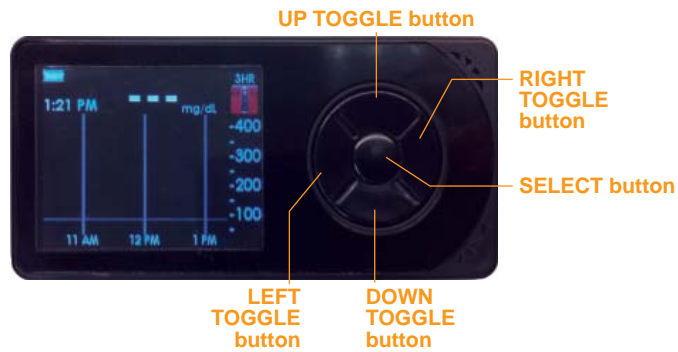 UP TOGGLE button
3HR
1:21 PM
---
mg/dL
-400
-300
-200
-100
11 AM
12 PM
1 PM
RIGHT
TOGGLE
button
SELECT button
LEFT
TOGGLE
button
DOWN
TOGGLE
button